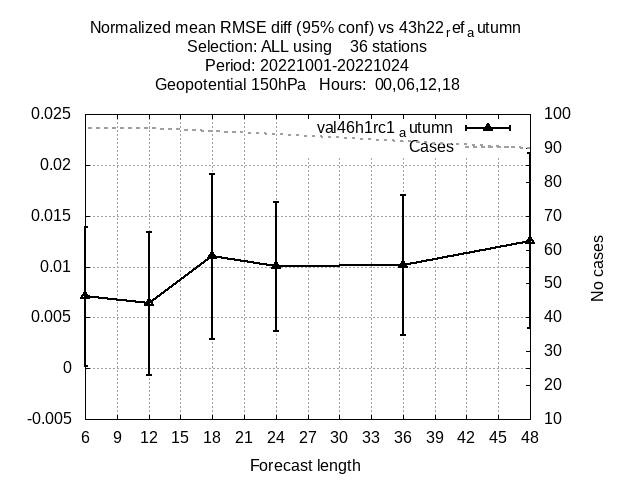 Normalized mean RMSE diff (95% conf) vs 43h22refautumn
Selection: ALL using 36 stations
Period: 20221001-20221024
Geopotential 150hPa Hours: 00,06,12,18
val46h1rc1autumn
Cases
0.025
0.02
0.015
0.01
0.005
0
-0.005
100
90
80
70
60
50
40
30
20
10
No cases
6 9 12 15 18 21 24 27 30 33 36 39 42 45 48
Forecast length